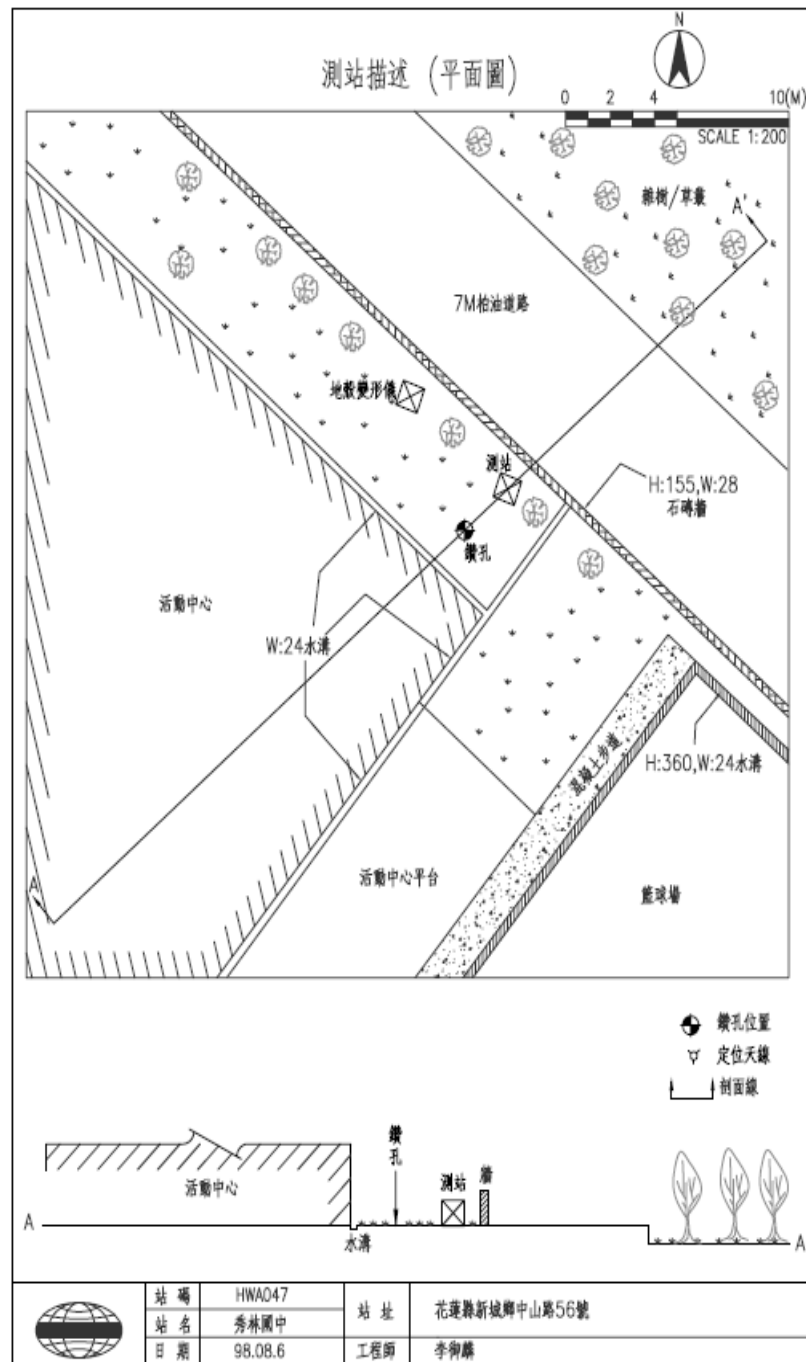 測站描述 (平面圖)
N
0 2 4 10(M)
SCALE 1:200
雜樹/草叢
A'
7M柏油道路
地殼變形儀
測站
H:155,W:28
石磚牆
鑽孔
活動中心
W:24水溝
混凝土步道
H:360,W:24水溝
活動中心平台
籃球場
A
鑽孔位置
定位天線
剖面線
鑽孔
測站
牆
活動中心
A
水溝
A
站碼 HWA047
站址 花蓮縣新城鄉中山路56號
站名 秀林國中
日期 98.08.6
工程師 李御麟